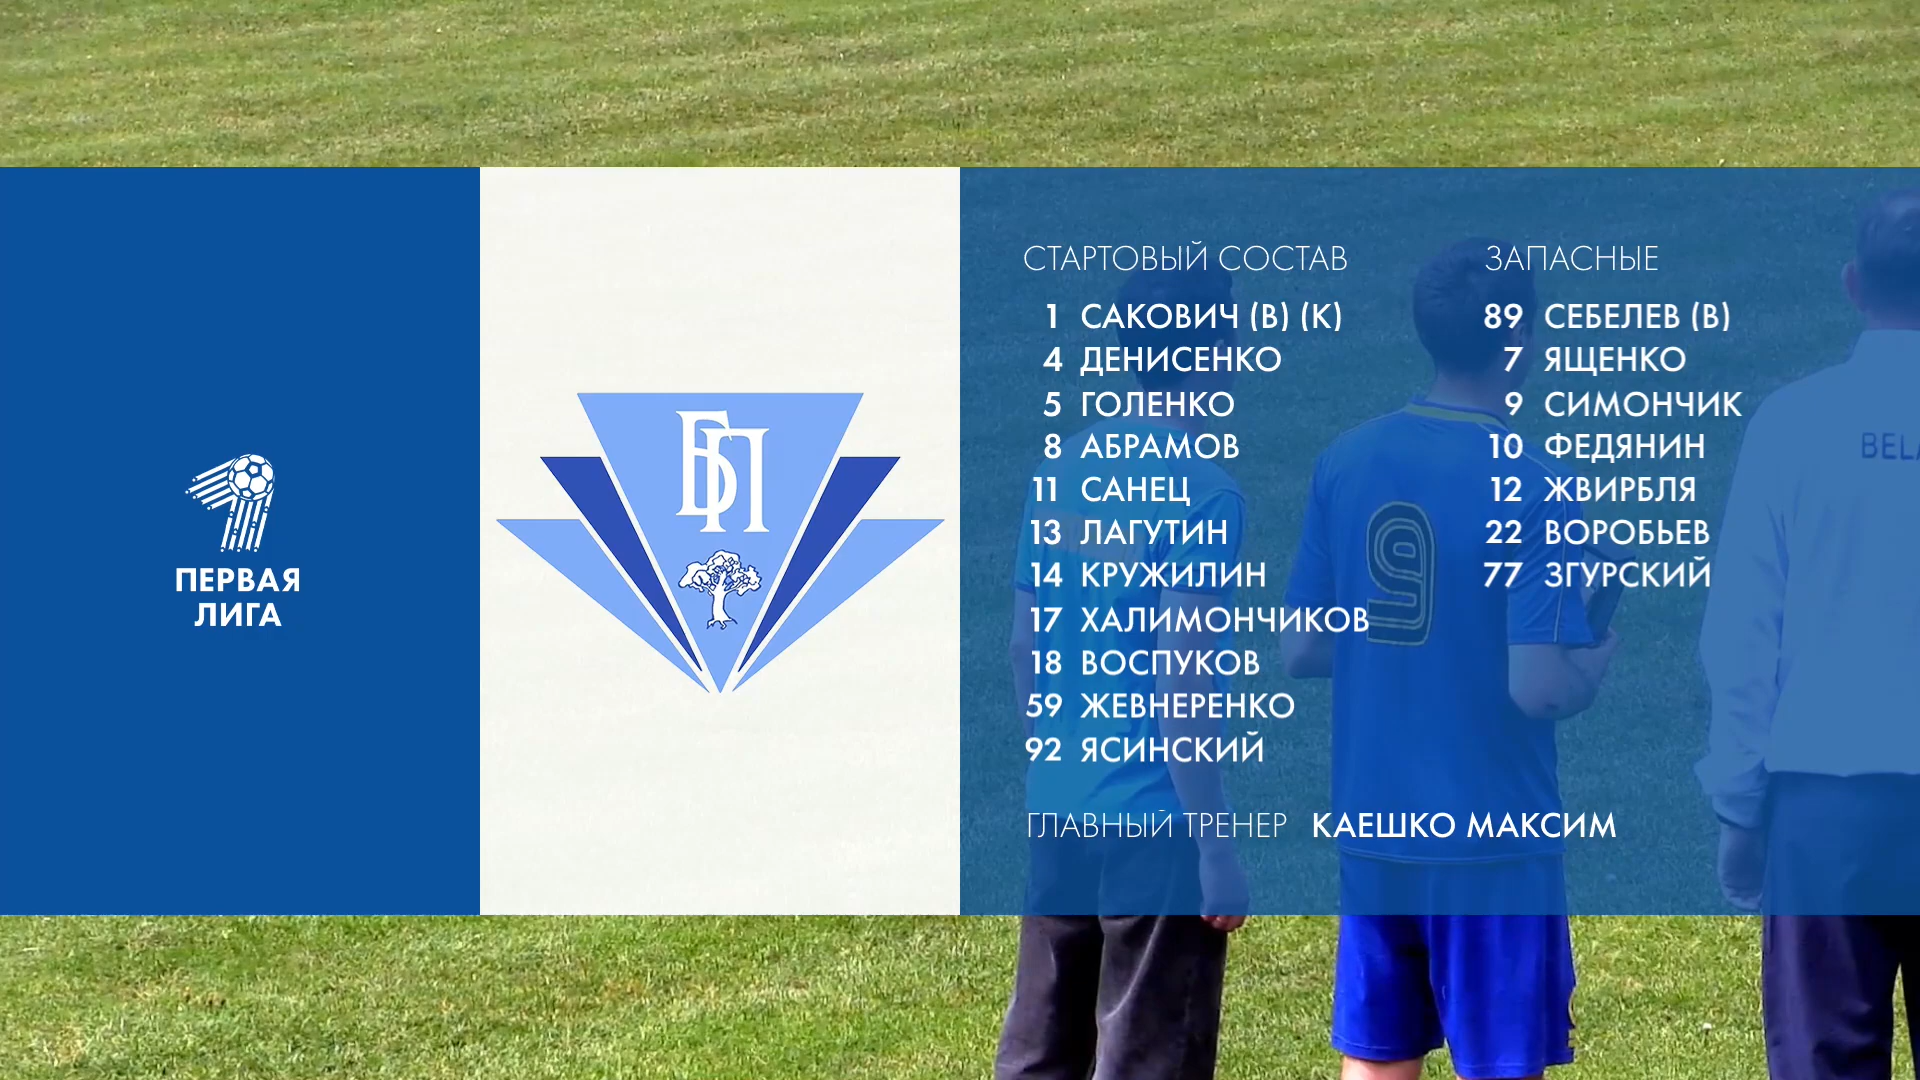 ПЕРВАЯ
ЛИГА
БП
СТАРТОВЫЙ СОСТАВ
1 САКОВИЧ (В) (К)
4 ДЕНИСЕНКО
5 ГОЛЕНКО
8 АБРАМОВ
11 САНЕЦ
13 ЛАГУТИН
14 КРУЖИЛИН
17 ХАЛИМОНЧИКОВ
18 ВОСПУКОВ
59 ЖЕВНЕРЕНКО
92 ЯСИНСКИЙ
ЗАПАСНЫЕ
89 СЕБЕЛЕВ (В)
7 ЯЩЕНКО
9 СИМОНЧИК
10 ФЕДЯНИН
12 ЖВИРБЛЯ
22 ВОРОБЬЕВ
77 ЗГУРСКИЙ
ГЛАВНЫЙ ТРЕНЕР КАЕШКО МАКСИМ
9